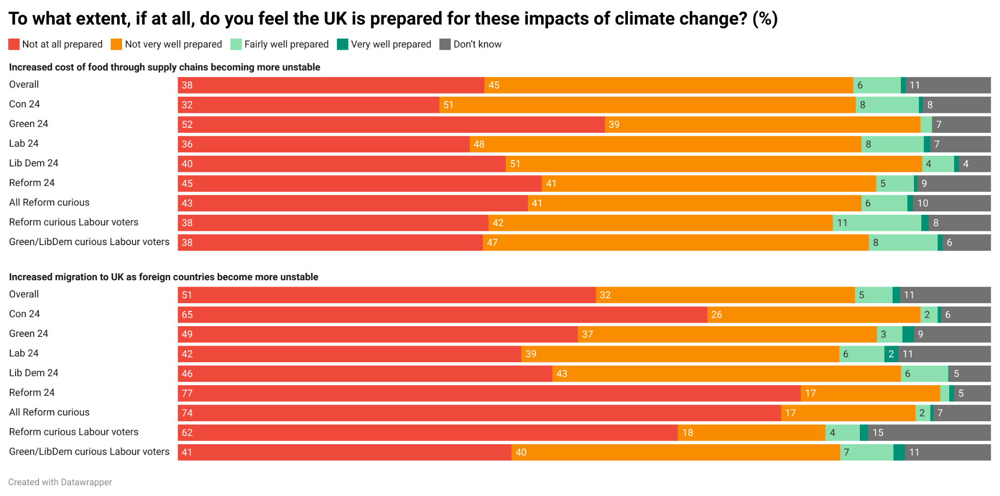 To what extent, if at all, do you feel the UK is prepared for these impacts of climate change? (%)
Not at all prepared Not very well prepared Fairly well prepared Very well prepared Don’t know
Increased cost of food through supply chains becoming more unstable
Overall 38 45 6 11
Con 24 32 51 8 8
Green 24 52 39 7
Lab 24 36 48 8 7
Lib Dem 24 40 51 4 4
Reform 24 45 41 5 9
All Reform curious 43 41 6 10
Reform curious Labour voters 38 42 11 8
Green/LibDem curious Labour voters 38 47 8 6
Increased migration to UK as foreign countries become more unstable
Overall 51 32 5 11
Con 24 65 26 2 6
Green 24 49 37 3 9
Lab 24 42 39 6 2 11
Lib Dem 24 46 43 6 5
Reform 24 77 17 5
All Reform curious 74 17 2 7
Reform curious Labour voters 62 18 4 15
Green/LibDem curious Labour voters 41 40 7 11
Created with Datawrapper